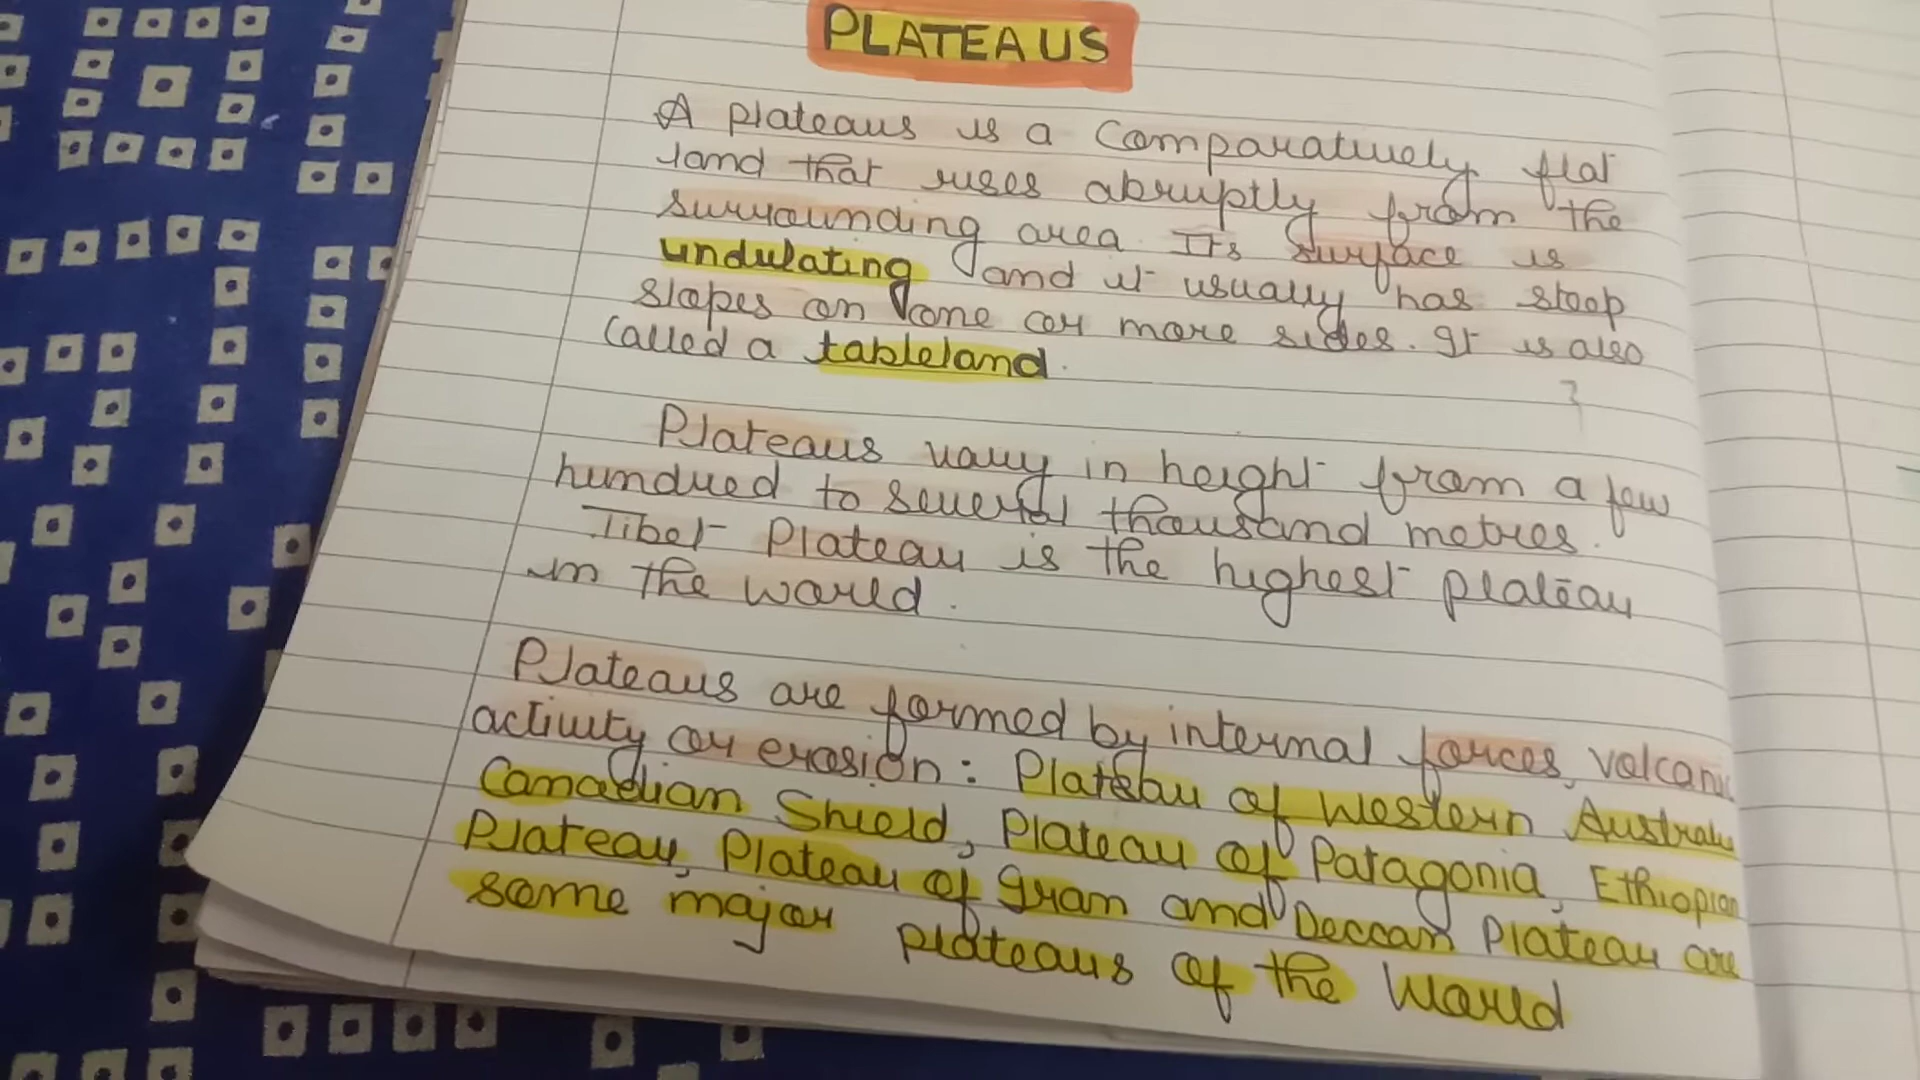 PLATEAUS
A plateaus is a comparatively flat
land that rises abruptly from the
surrounding area. Its surface is
undulating and it usually has steep
slopes on one or more sides. It is also
called a tableland.
Plateaus vary in height from a few
hundred to several thousand metres.
Tibet Plateau is the highest plateau
in the world.
Plateaus are formed by internal forces, volcanic
activity or erosion: Plateau of Western Australia
Canadian Shield, Plateau of Patagonia, Ethiopian
Plateau, Plateau of Iran and Deccan Plateau are
some major plateaus of the World